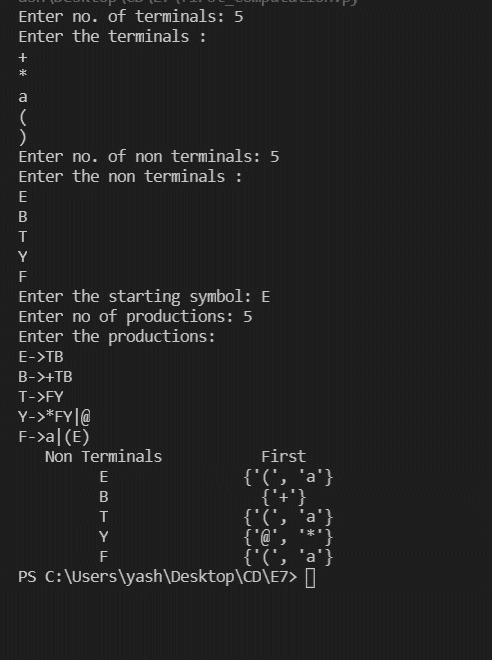 Enter no. of terminals: 5
Enter the terminals :
+
*
a
(
)
Enter no. of non terminals: 5
Enter the non terminals :
E
B
T
Y
F
Enter the starting symbol: E
Enter no of productions: 5
Enter the productions:
E->TB
B->+TB
T->FY
Y->*FY|@
F->a|(E)
Non Terminals First
E {'(', 'a'}
B {'+'}
T {'(', 'a'}
Y {'@', '*'}
F {'(', 'a'}
PS C:\Users\yash\Desktop\CD\E7>